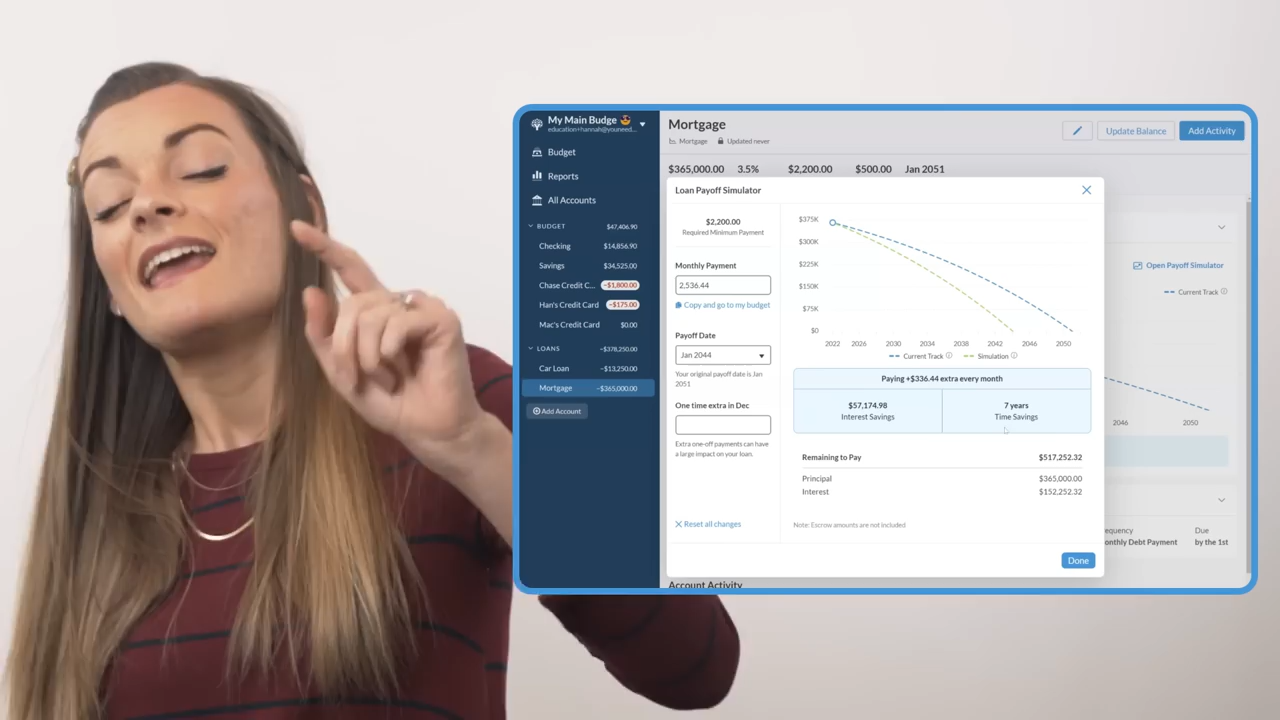 My Main Budge
education+hannah@youneed...
Budget
Reports
All Accounts
BUDGET $47,406.90
Checking $14,856.90
Savings $34,525.00
Chase Credit C... -$1,800.00
Han's Credit Card -$175.00
Mac's Credit Card $0.00
LOANS -$378,250.00
Car Loan -$13,250.00
Mortgage -$365,000.00
Add Account
Mortgage
Mortgage Updated never
Update Balance
Add Activity
$365,000.00 3.5% $2,200.00 $500.00 Jan 2051
Loan Payoff Simulator
$2,200.00
Required Minimum Payment
Monthly Payment
2,536.44
Copy and go to my budget
Payoff Date
Jan 2044
Your original payoff date is Jan
2051
One time extra in Dec
Extra one-off payments can have
a large impact on your loan.
Reset all changes
$375K
$300K
$225K
$150K
$75K
$0
2022 2026 2030 2034 2038 2042 2046 2050
Current Track Simulation
Paying +$336.44 extra every month
$57,174.98
Interest Savings
7 years
Time Savings
Remaining to Pay $517,252.32
Principal $365,000.00
Interest $152,252.32
Note: Escrow amounts are not included
Done
Open Payoff Simulator
Current Track
2046 2050
equency
onthly Debt Payment
Due
by the 1st
Account Activity